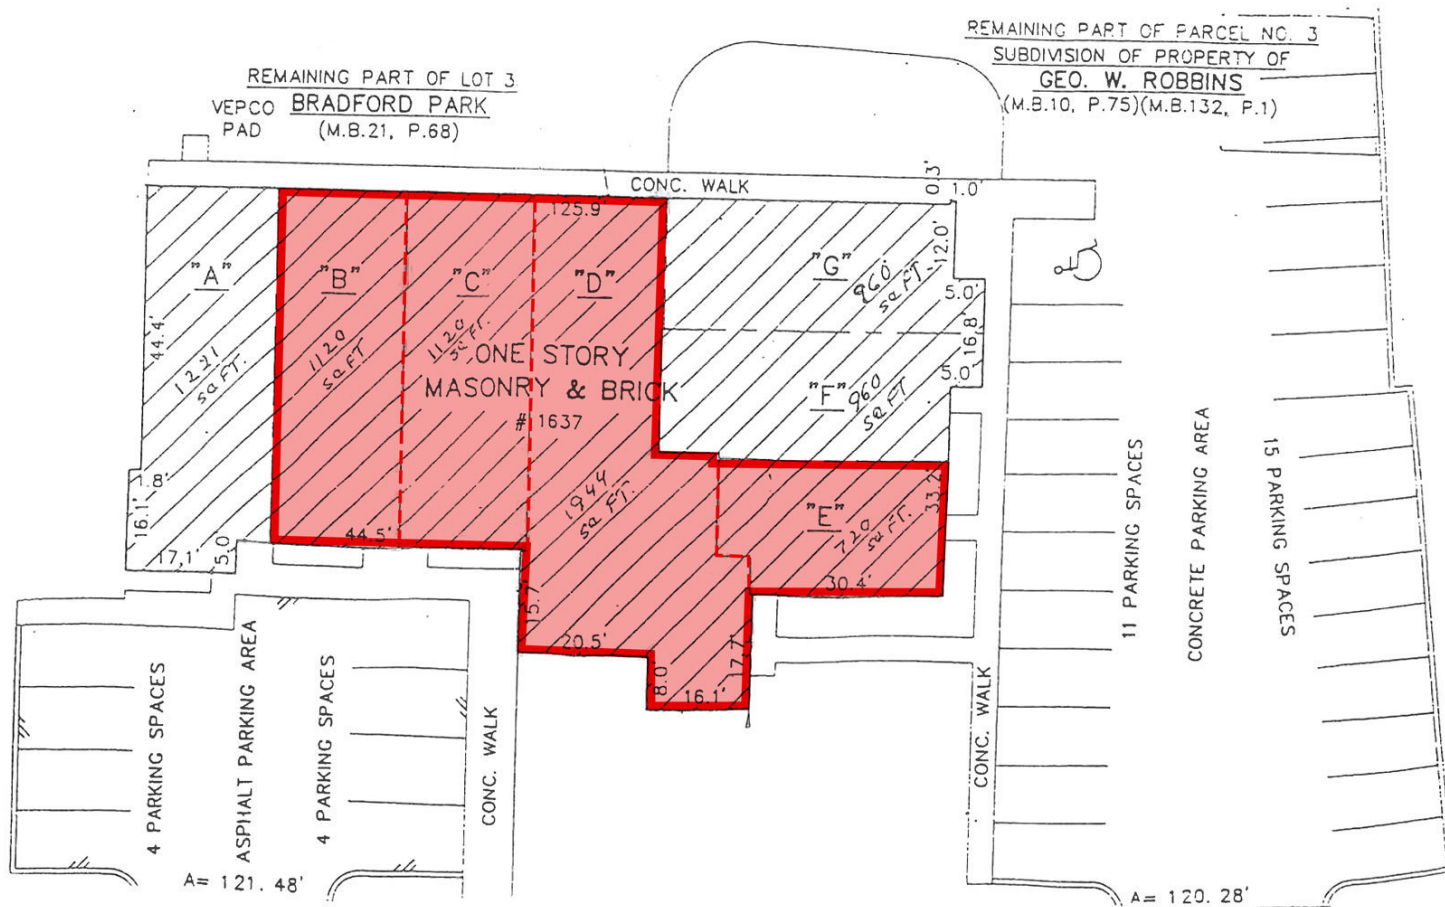 REMAINING PART OF PARCEL NO. 3
SUBDIVISION OF PROPERTY OF
GEO. W. ROBBINS
(M.B.10, P.75)(M.B.132, P.1)
REMAINING PART OF LOT 3
VEPCO BRADFORD PARK
PAD (M.B.21, P.68)
CONC. WALK
0.3'
1.0'
125.9'
12.0'
"A"
"B"
"C"
"D"
"G"
960
sq FT.
5.0'
16.8'
5.0'
44.4'
1221
sq FT.
1120
sq FT
1120
sq FT.
ONE STORY
MASONRY & BRICK
# 1637
"F" 960
sq FT
1.8'
16.1'
17.1'
5.0
44.5'
1944
sq FT.
"E"
720
sq FT.
33.2'
30.4'
15.7
20.5'
8.0
16.1'
17.7'
4 PARKING SPACES
ASPHALT PARKING AREA
4 PARKING SPACES
CONC. WALK
A= 121.48'
CONC. WALK
11 PARKING SPACES
CONCRETE PARKING AREA
15 PARKING SPACES
A= 120.28'